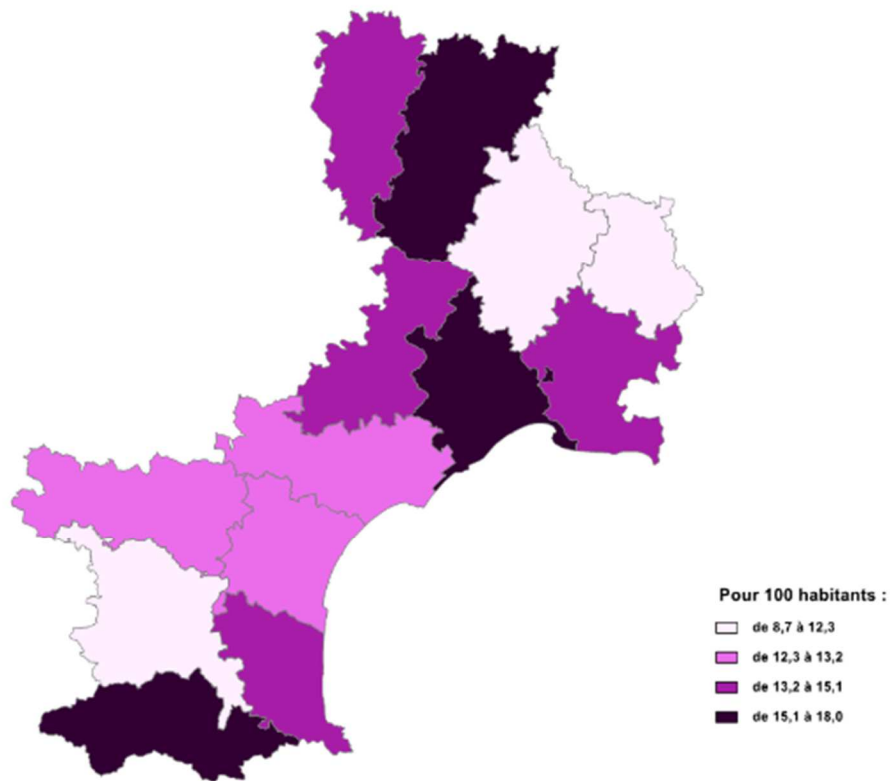 Pour 100 habitants :
de 8,7 à 12,3
de 12,3 à 13,2
de 13,2 à 15,1
de 15,1 à 18,0